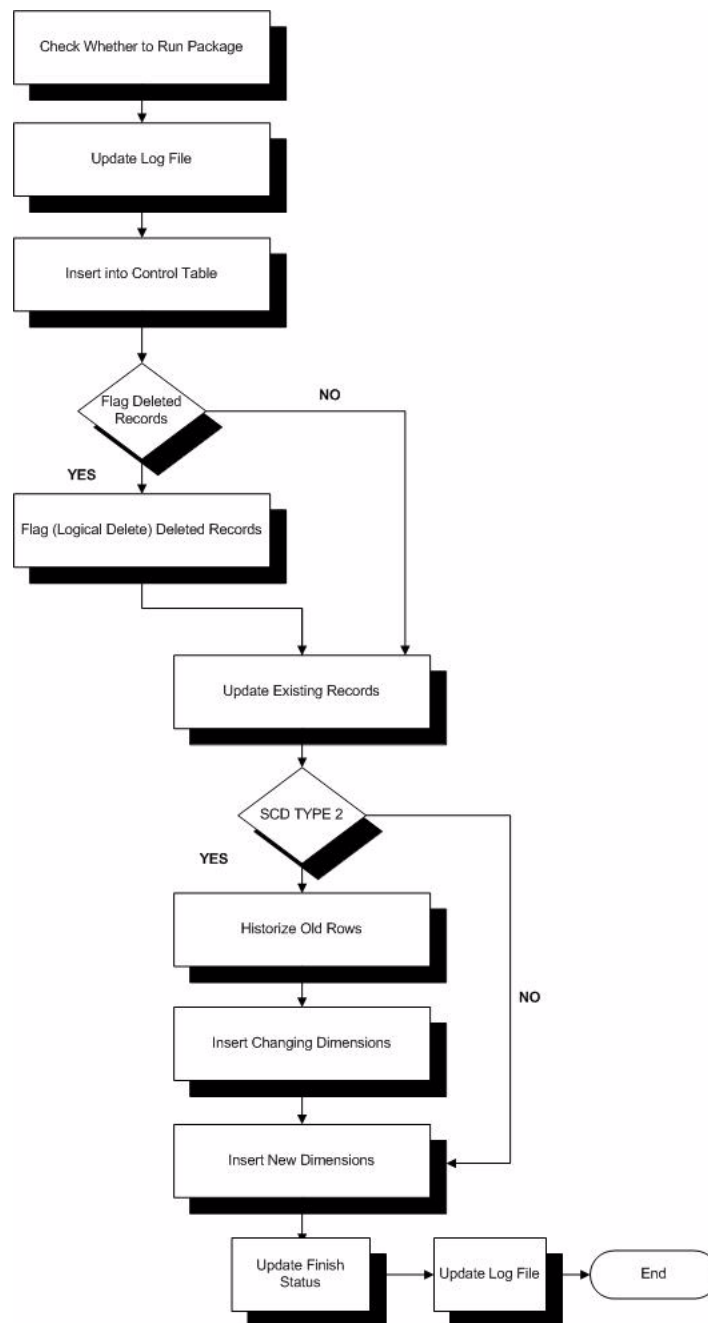 Check Whether to Run Package
Update Log File
Insert into Control Table
Flag Deleted
Records
NO
YES
Flag (Logical Delete) Deleted Records
Update Existing Records
SCD TYPE 2
YES
Historize Old Rows
NO
Insert Changing Dimensions
Insert New Dimensions
Update Finish
Status
Update Log File
End